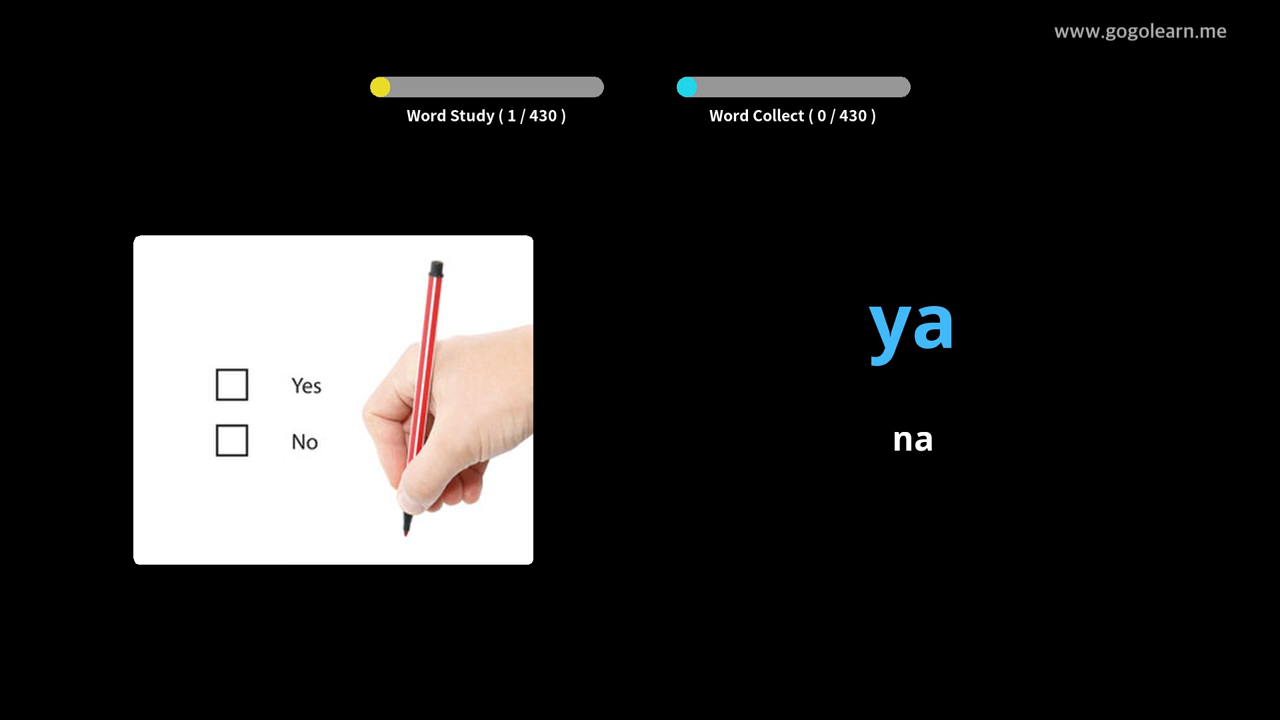 www.gogolearn.me
Word Study ( 1 / 430 )
Word Collect ( 0 / 430 )
Yes
No
ya
na